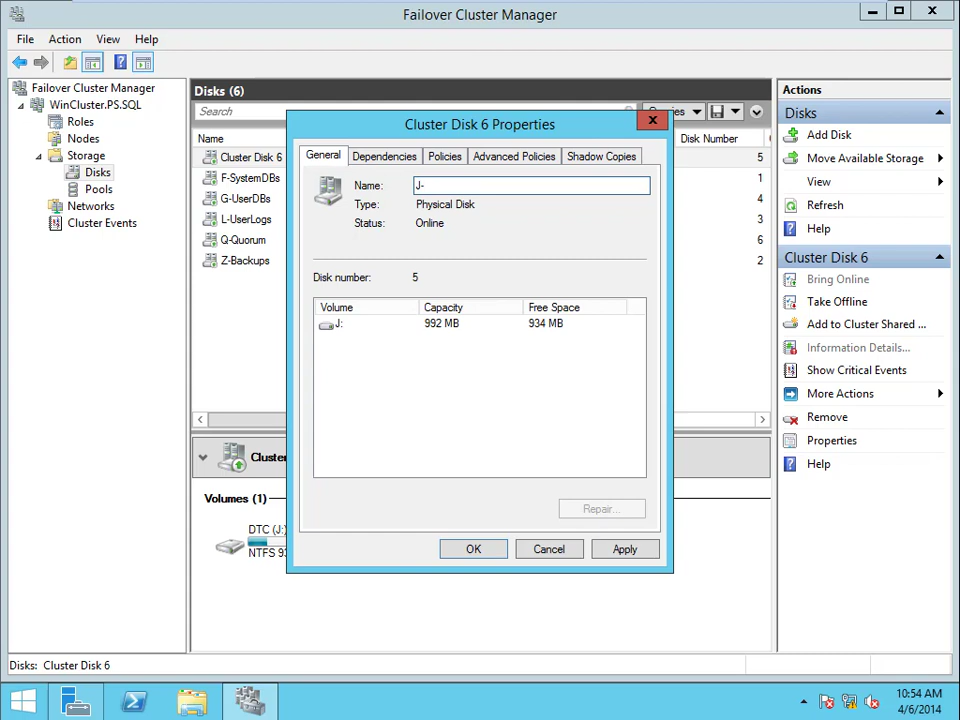 Failover Cluster Manager
File Action View Help
Failover Cluster Manager
WinCluster.PS.SQL
Roles
Nodes
Storage
Disks
Pools
Networks
Cluster Events
Disks (6)
Search
Name
Disk Number
Cluster Disk 6
5
F-SystemDBs
1
G-UserDBs
4
L-UserLogs
3
Q-Quorum
6
Z-Backups
2
Cluster
Volumes (1)
DTC (J:)
NTFS 93
Cluster Disk 6 Properties
General Dependencies Policies Advanced Policies Shadow Copies
Name: J-
Type: Physical Disk
Status: Online
Disk number: 5
Volume Capacity Free Space
J: 992 MB 934 MB
Repair...
OK Cancel Apply
Actions
Disks
Add Disk
Move Available Storage
View
Refresh
Help
Cluster Disk 6
Bring Online
Take Offline
Add to Cluster Shared ...
Information Details...
Show Critical Events
More Actions
Remove
Properties
Help
Disks: Cluster Disk 6
10:54 AM
4/6/2014